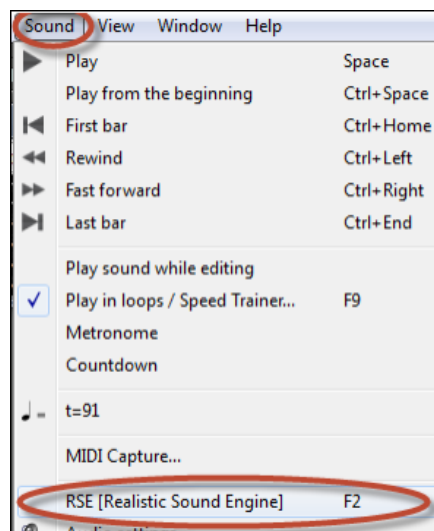 Sound View Window Help
Play Space
Play from the beginning Ctrl+Space
First bar Ctrl+Home
Rewind Ctrl+Left
Fast forward Ctrl+Right
Last bar Ctrl+End
Play sound while editing
Play in loops / Speed Trainer... F9
Metronome
Countdown
t=91
MIDI Capture...
RSE [Realistic Sound Engine] F2